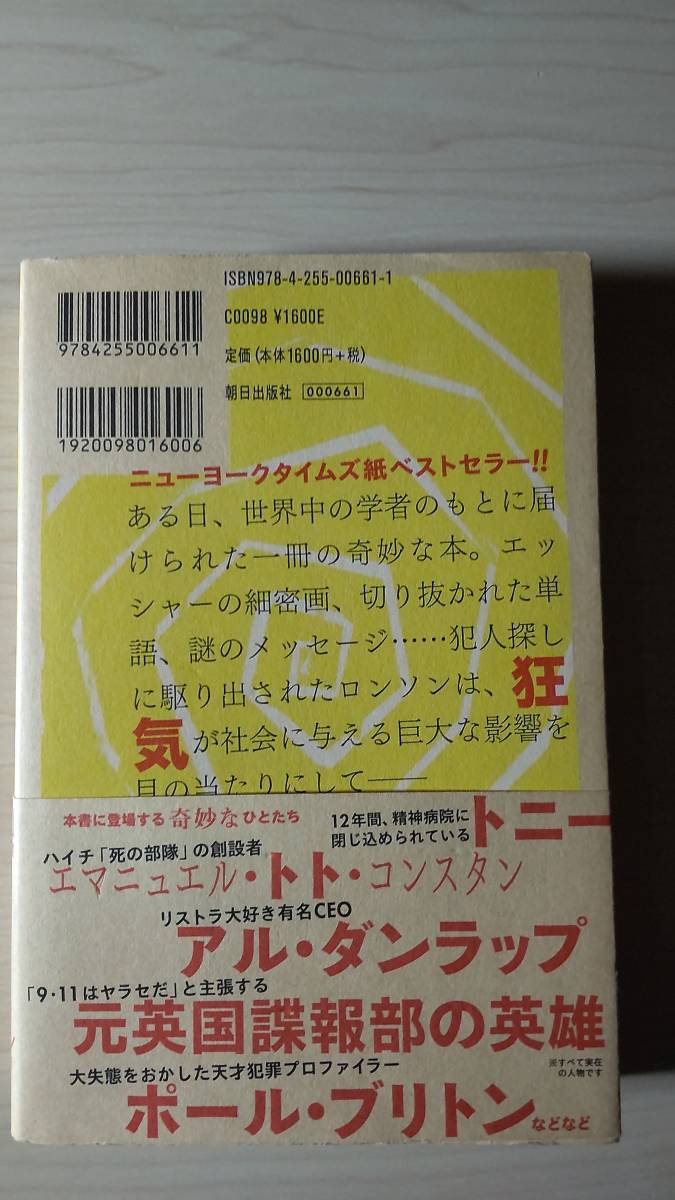 ISBN978-4-255-00661-1
C0098 ¥1600E
定価(本体1600円+税)
朝日出版社 000661
9784255006611
1920098016006
ニューヨークタイムズ紙ベストセラー!!
ある日、世界中の学者のもとに届
けられた一冊の奇妙な本。エッ
シャーの細密画、切り抜かれた単
語、謎のメッセージ……犯人探し
に駆り出されたロンソンは、狂
気が社会に与える巨大な影響を
目の当たりにして——
本書に登場する奇妙なひとたち
12年間、精神病院に
閉じ込められているトニー
ハイチ「死の部隊」の創設者
エマニュエル・トト・コンスタン
リストラ大好き有名CEO
アル・ダンラップ
「9・11はヤラセだ」と主張する
元英国諜報部の英雄
※すべて実在
の人物です
大失態をおかした天才犯罪プロファイラー
ポール・ブリトンなどなど